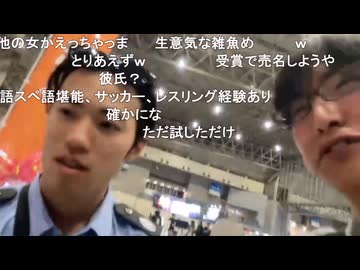 他の女がえっちゃっま 生意気な雑魚め w
とりあえずw 受賞で売名しようや
彼氏？
語スペ語堪能、サッカー、レスリング経験あり
確かにな
ただ試しただけ